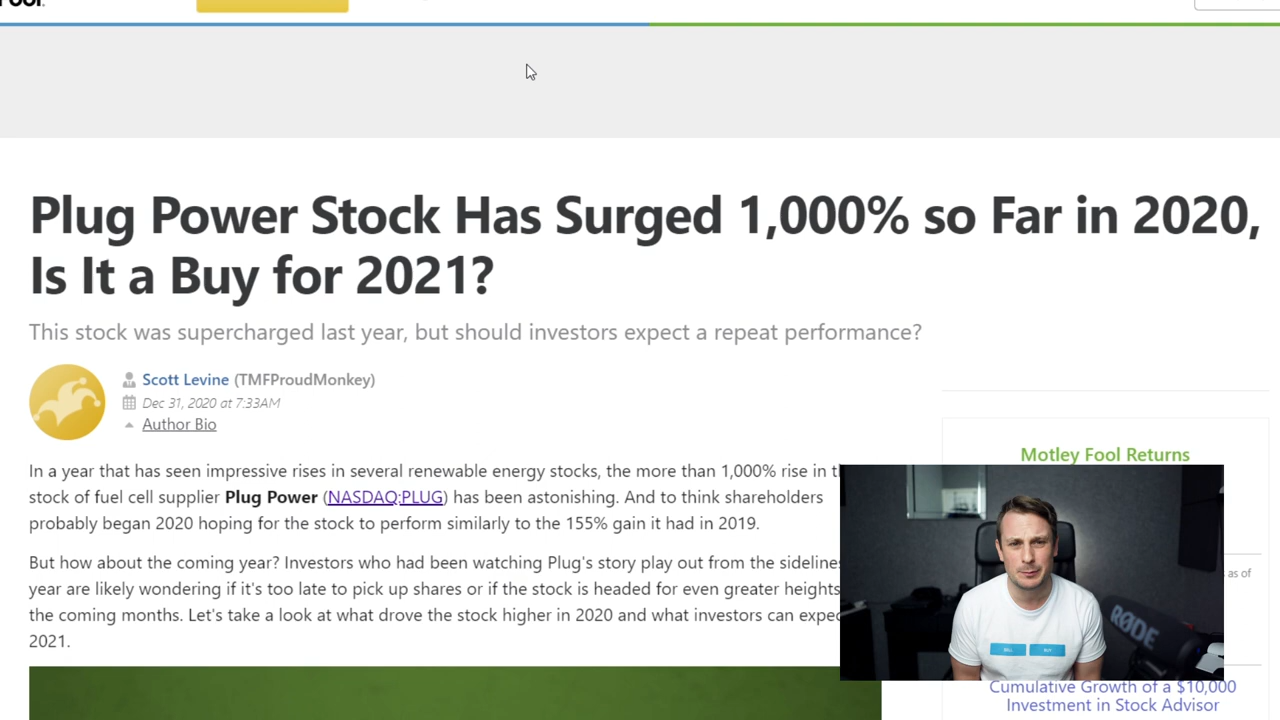 Plug Power Stock Has Surged 1,000% so Far in 2020,
Is It a Buy for 2021?
This stock was supercharged last year, but should investors expect a repeat performance?
Scott Levine (TMFProudMonkey)
Dec 31, 2020 at 7:33AM
Author Bio
In a year that has seen impressive rises in several renewable energy stocks, the more than 1,000% rise in
stock of fuel cell supplier Plug Power (NASDAQ:PLUG) has been astonishing. And to think shareholders
probably began 2020 hoping for the stock to perform similarly to the 155% gain it had in 2019.
But how about the coming year? Investors who had been watching Plug's story play out from the sideline
year are likely wondering if it's too late to pick up shares or if the stock is headed for even greater heights
the coming months. Let's take a look at what drove the stock higher in 2020 and what investors can expec
2021.
Motley Fool Returns
as of
RØDE
SELL
BUY
Cumulative Growth of a $10,000
Investment in Stock Advisor